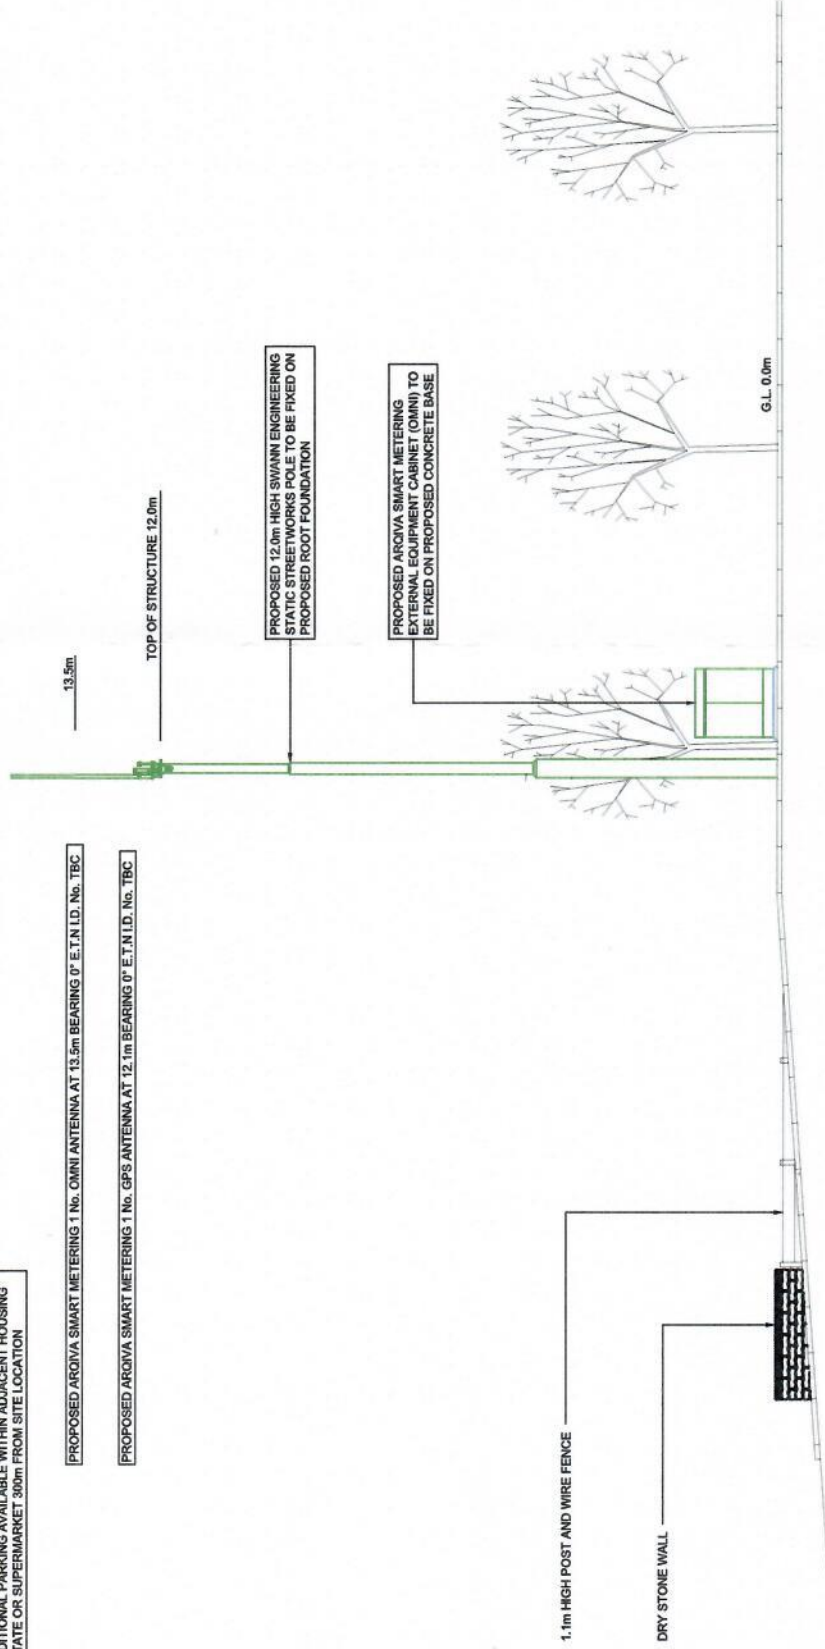 DITIONAL PARKING AVAILABLE WITHIN ADJACENT HOUSING
TATE OR SUPERMARKET 300m FROM SITE LOCATION
PROPOSED ARQIVA SMART METERING 1 No. OMNI ANTENNA AT 13.5m BEARING 0° E.T.N I.D. No. TBC
13.5m
PROPOSED ARQIVA SMART METERING 1 No. GPS ANTENNA AT 12.1m BEARING 0° E.T.N I.D. No. TBC
TOP OF STRUCTURE 12.0m
PROPOSED 12.0m HIGH SWANN ENGINEERING
STATIC STREETWORKS POLE TO BE FIXED ON
PROPOSED ROOT FOUNDATION
PROPOSED ARQIVA SMART METERING
EXTERNAL EQUIPMENT CABINET (OMNI) TO
BE FIXED ON PROPOSED CONCRETE BASE
1.1m HIGH POST AND WIRE FENCE
DRY STONE WALL
G.L. 0.0m